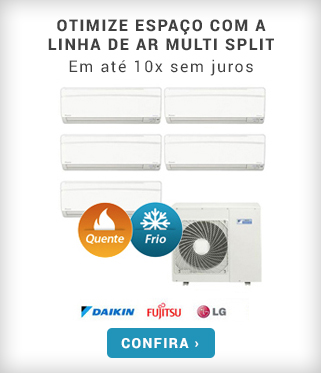 OTIMIZE ESPAÇO COM A
LINHA DE AR MULTI SPLIT
Em até 10x sem juros
Quente
Frio
DAIKIN FUJITSU LG
CONFIRA ›